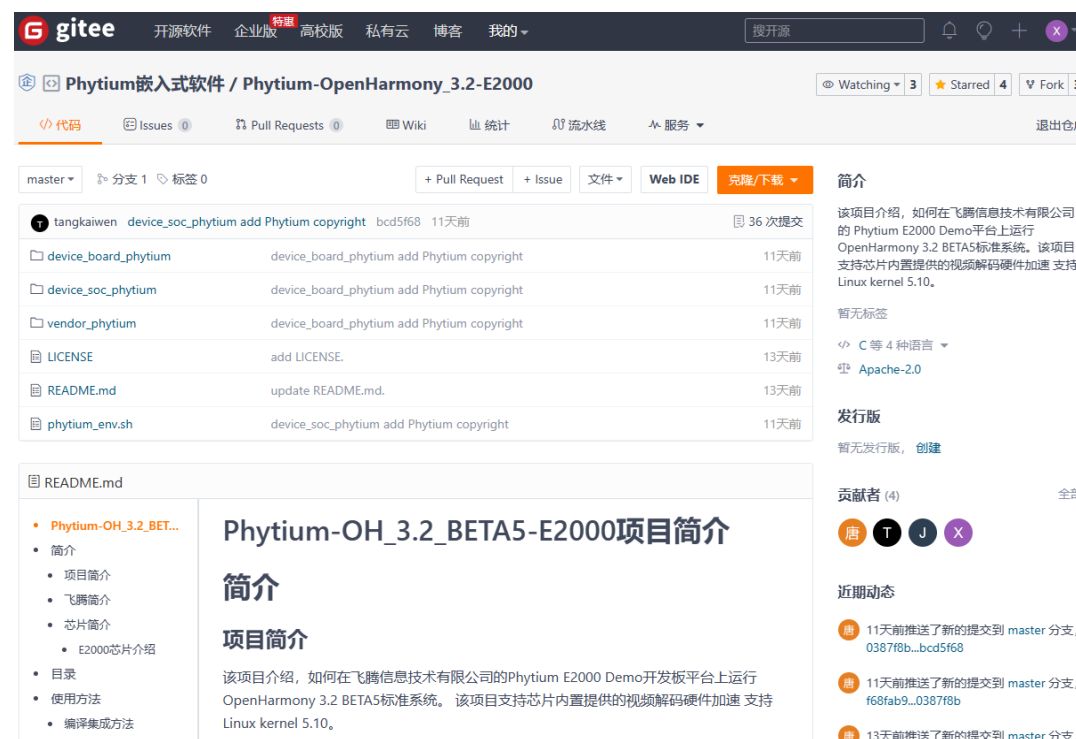 gitee 开源软件 企业版 特惠 高校版 私有云 博客 我的 搜开源 X
Phytium嵌入式软件 / Phytium-OpenHarmony_3.2-E2000 Watching 3 Starred 4 Fork
代码 Issues 0 Pull Requests 0 Wiki 统计 流水线 服务 退出仓
master 分支 1 标签 0 + Pull Request + Issue 文件 Web IDE 克隆/下载
T tangkaiwen device_soc_phytium add Phytium copyright bcd5f68 11天前 36 次提交
device_board_phytium device_board_phytium add Phytium copyright 11天前
device_soc_phytium device_board_phytium add Phytium copyright 11天前
vendor_phytium device_board_phytium add Phytium copyright 11天前
LICENSE add LICENSE. 13天前
README.md update README.md. 13天前
phytium_env.sh device_soc_phytium add Phytium copyright 11天前
README.md
Phytium-OH_3.2_BET...
简介
项目简介
飞腾简介
芯片简介
E2000芯片介绍
目录
使用方法
编译集成方法
Phytium-OH_3.2_BETA5-E2000项目简介
简介
项目简介
该项目介绍，如何在飞腾信息技术有限公司的Phytium E2000 Demo开发板平台上运行
OpenHarmony 3.2 BETA5标准系统。 该项目支持芯片内置提供的视频解码硬件加速 支持
Linux kernel 5.10。
简介
该项目介绍，如何在飞腾信息技术有限公司
的 Phytium E2000 Demo平台上运行
OpenHarmony 3.2 BETA5标准系统。该项目
支持芯片内置提供的视频解码硬件加速 支持
Linux kernel 5.10。
暂无标签
C 等 4 种语言
Apache-2.0
发行版
暂无发行版， 创建
贡献者 (4) 全部
唐 T J X
近期动态
唐 11天前推送了新的提交到 master 分支，
0387f8b...bcd5f68
唐 11天前推送了新的提交到 master 分支，
f68fab9...0387f8b
唐 13天前推送了新的提交到 master 分支